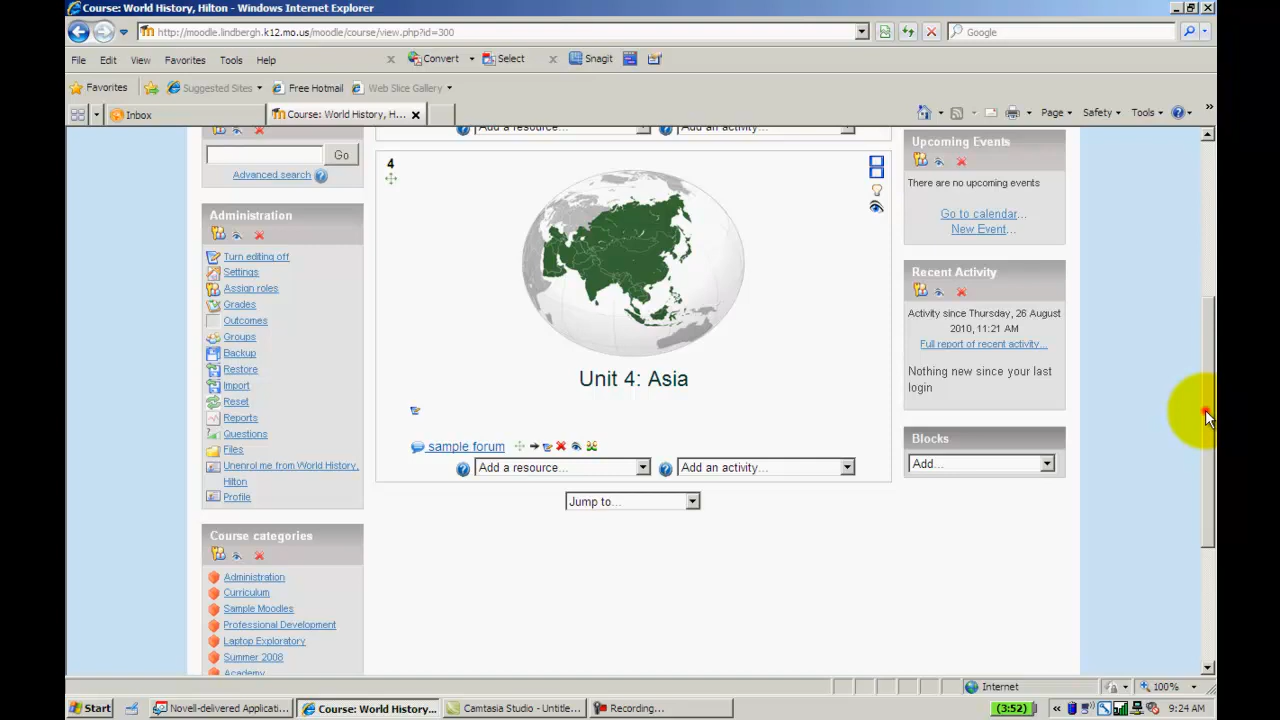 Course: World History, Hilton - Windows Internet Explorer
http://moodle.lindbergh.k12.mo.us/moodle/course/view.php?id=300
Google
File Edit View Favorites Tools Help
Convert Select Snagit
Favorites Suggested Sites Free Hotmail Web Slice Gallery
Inbox
Course: World History, H...
Page Safety Tools
Add a resource... Add an activity...
Go
Advanced search
Administration
Turn editing off
Settings
Assign roles
Grades
Outcomes
Groups
Backup
Restore
Import
Reset
Reports
Questions
Files
Unenrol me from World History,
Hilton
Profile
Course categories
Administration
Curriculum
Sample Moodles
Professional Development
Laptop Exploratory
Summer 2008
Academy
4
Unit 4: Asia
sample forum
Add a resource... Add an activity...
Jump to...
Upcoming Events
There are no upcoming events
Go to calendar...
New Event...
Recent Activity
Activity since Thursday, 26 August
2010, 11:21 AM
Full report of recent activity...
Nothing new since your last
login
Blocks
Add...
Internet
100%
Start
Novell-delivered Applicati...
Course: World History...
Camtasia Studio - Untitle...
Recording...
(3:52)
9:24 AM